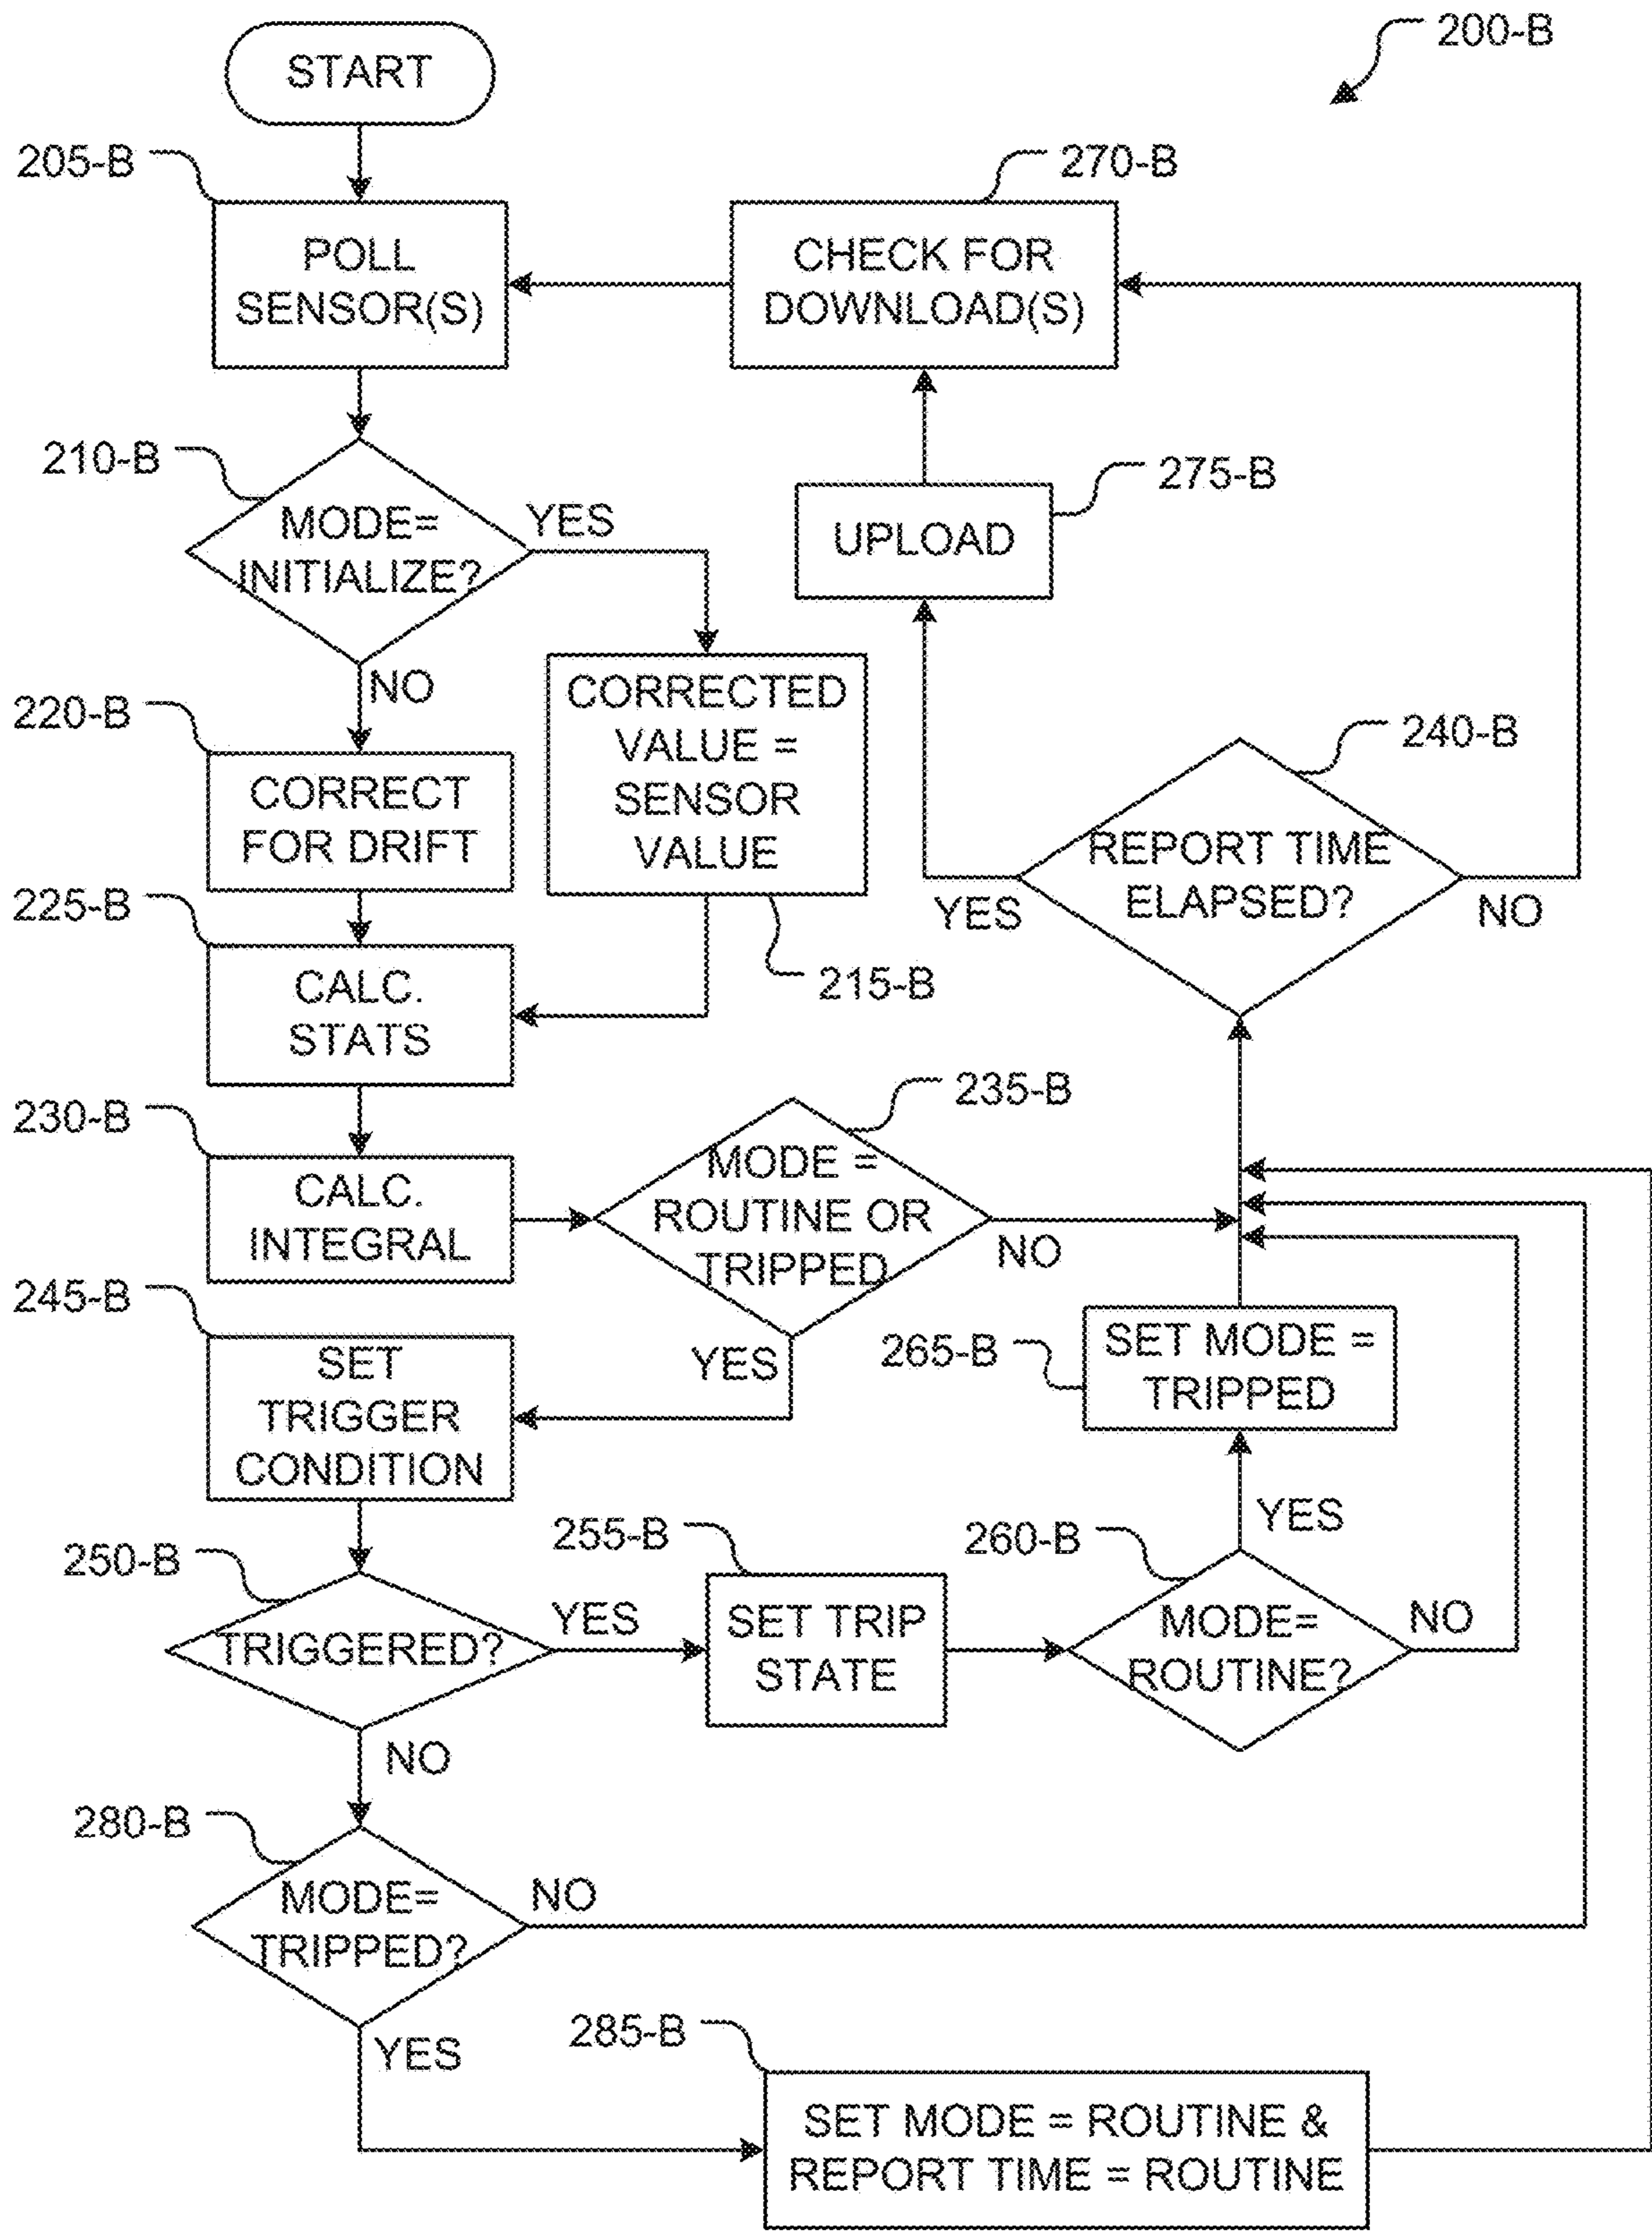 200-B
START
205-B
270-B
POLL
SENSOR(S)
CHECK FOR
DOWNLOAD(S)
210-B
MODE=
INITIALIZE?
YES
NO
275-B
UPLOAD
CORRECTED
VALUE =
SENSOR
VALUE
215-B
220-B
CORRECT
FOR DRIFT
240-B
REPORT TIME
ELAPSED?
YES
NO
225-B
CALC.
STATS
230-B
CALC.
INTEGRAL
235-B
MODE =
ROUTINE OR
TRIPPED
NO
YES
245-B
SET
TRIGGER
CONDITION
265-B
SET MODE =
TRIPPED
250-B
TRIGGERED?
YES
NO
255-B
SET TRIP
STATE
260-B
MODE=
ROUTINE?
YES
NO
280-B
MODE=
TRIPPED?
NO
YES
285-B
SET MODE = ROUTINE &
REPORT TIME = ROUTINE